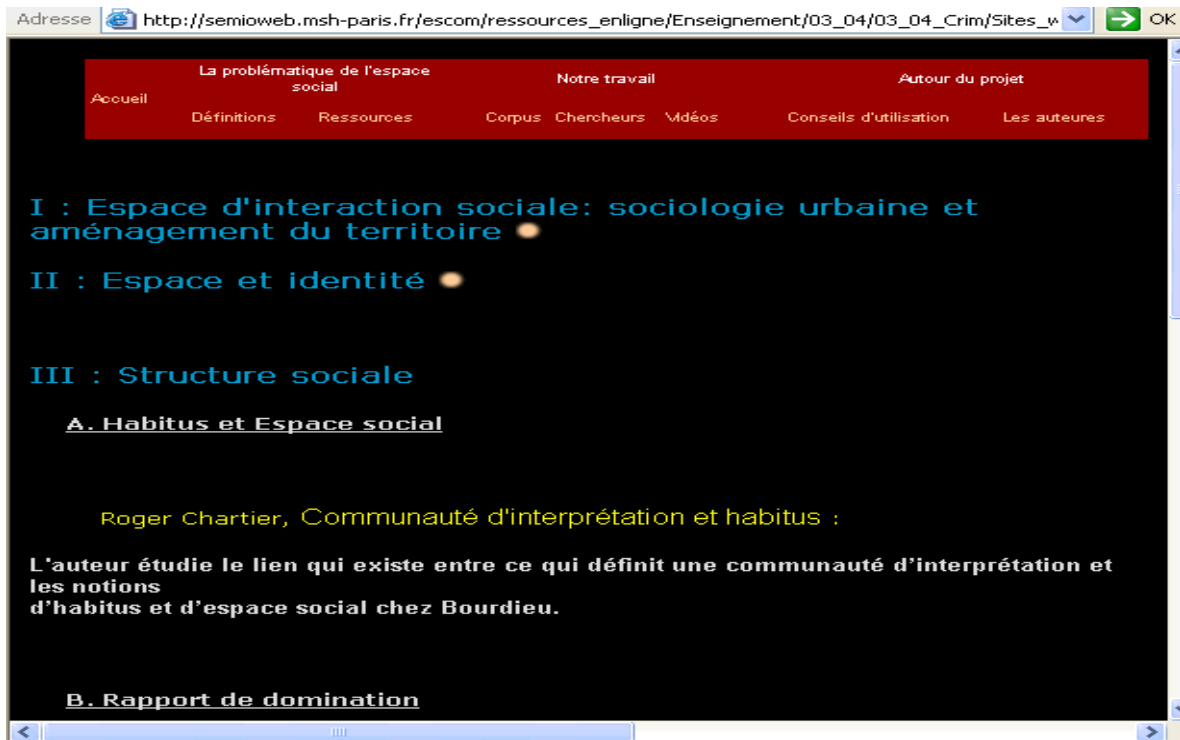 Adresse http://semioweb.msh-paris.fr/escom/ressources_enligne/Enseignement/03_04/03_04_Crim/Sites_w OK
La problématique de l'espace
social
Notre travail
Autour du projet
Accueil
Définitions Ressources Corpus Chercheurs Vidéos Conseils d'utilisation Les auteures
I : Espace d'interaction sociale: sociologie urbaine et
aménagement du territoire
II : Espace et identité
III : Structure sociale
A. Habitus et Espace social
Roger Chartier, Communauté d'interprétation et habitus :
L'auteur étudie le lien qui existe entre ce qui définit une communauté d'interprétation et
les notions
d'habitus et d'espace social chez Bourdieu.
B. Rapport de domination